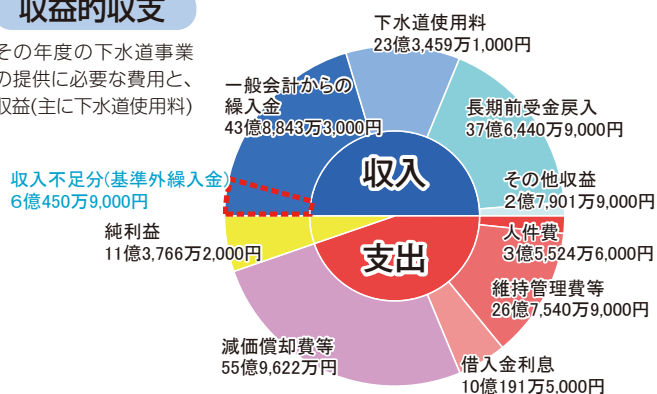 収益的収支
その年度の下水道事業
の提供に必要な費用と、
収益(主に下水道使用料)
下水道使用料
23億3,459万1,000円
一般会計からの
繰入金
43億8,843万3,000円
長期前受金戻入
37億6,440万9,000円
収入
収入不足分(基準外繰入金)
6億450万9,000円
その他収益
2億7,901万9,000円
純利益
11億3,766万2,000円
支出
人件費
3億5,524万6,000円
維持管理費等
26億7,540万9,000円
減価償却費等
55億9,622万円
借入金利息
10億191万5,000円